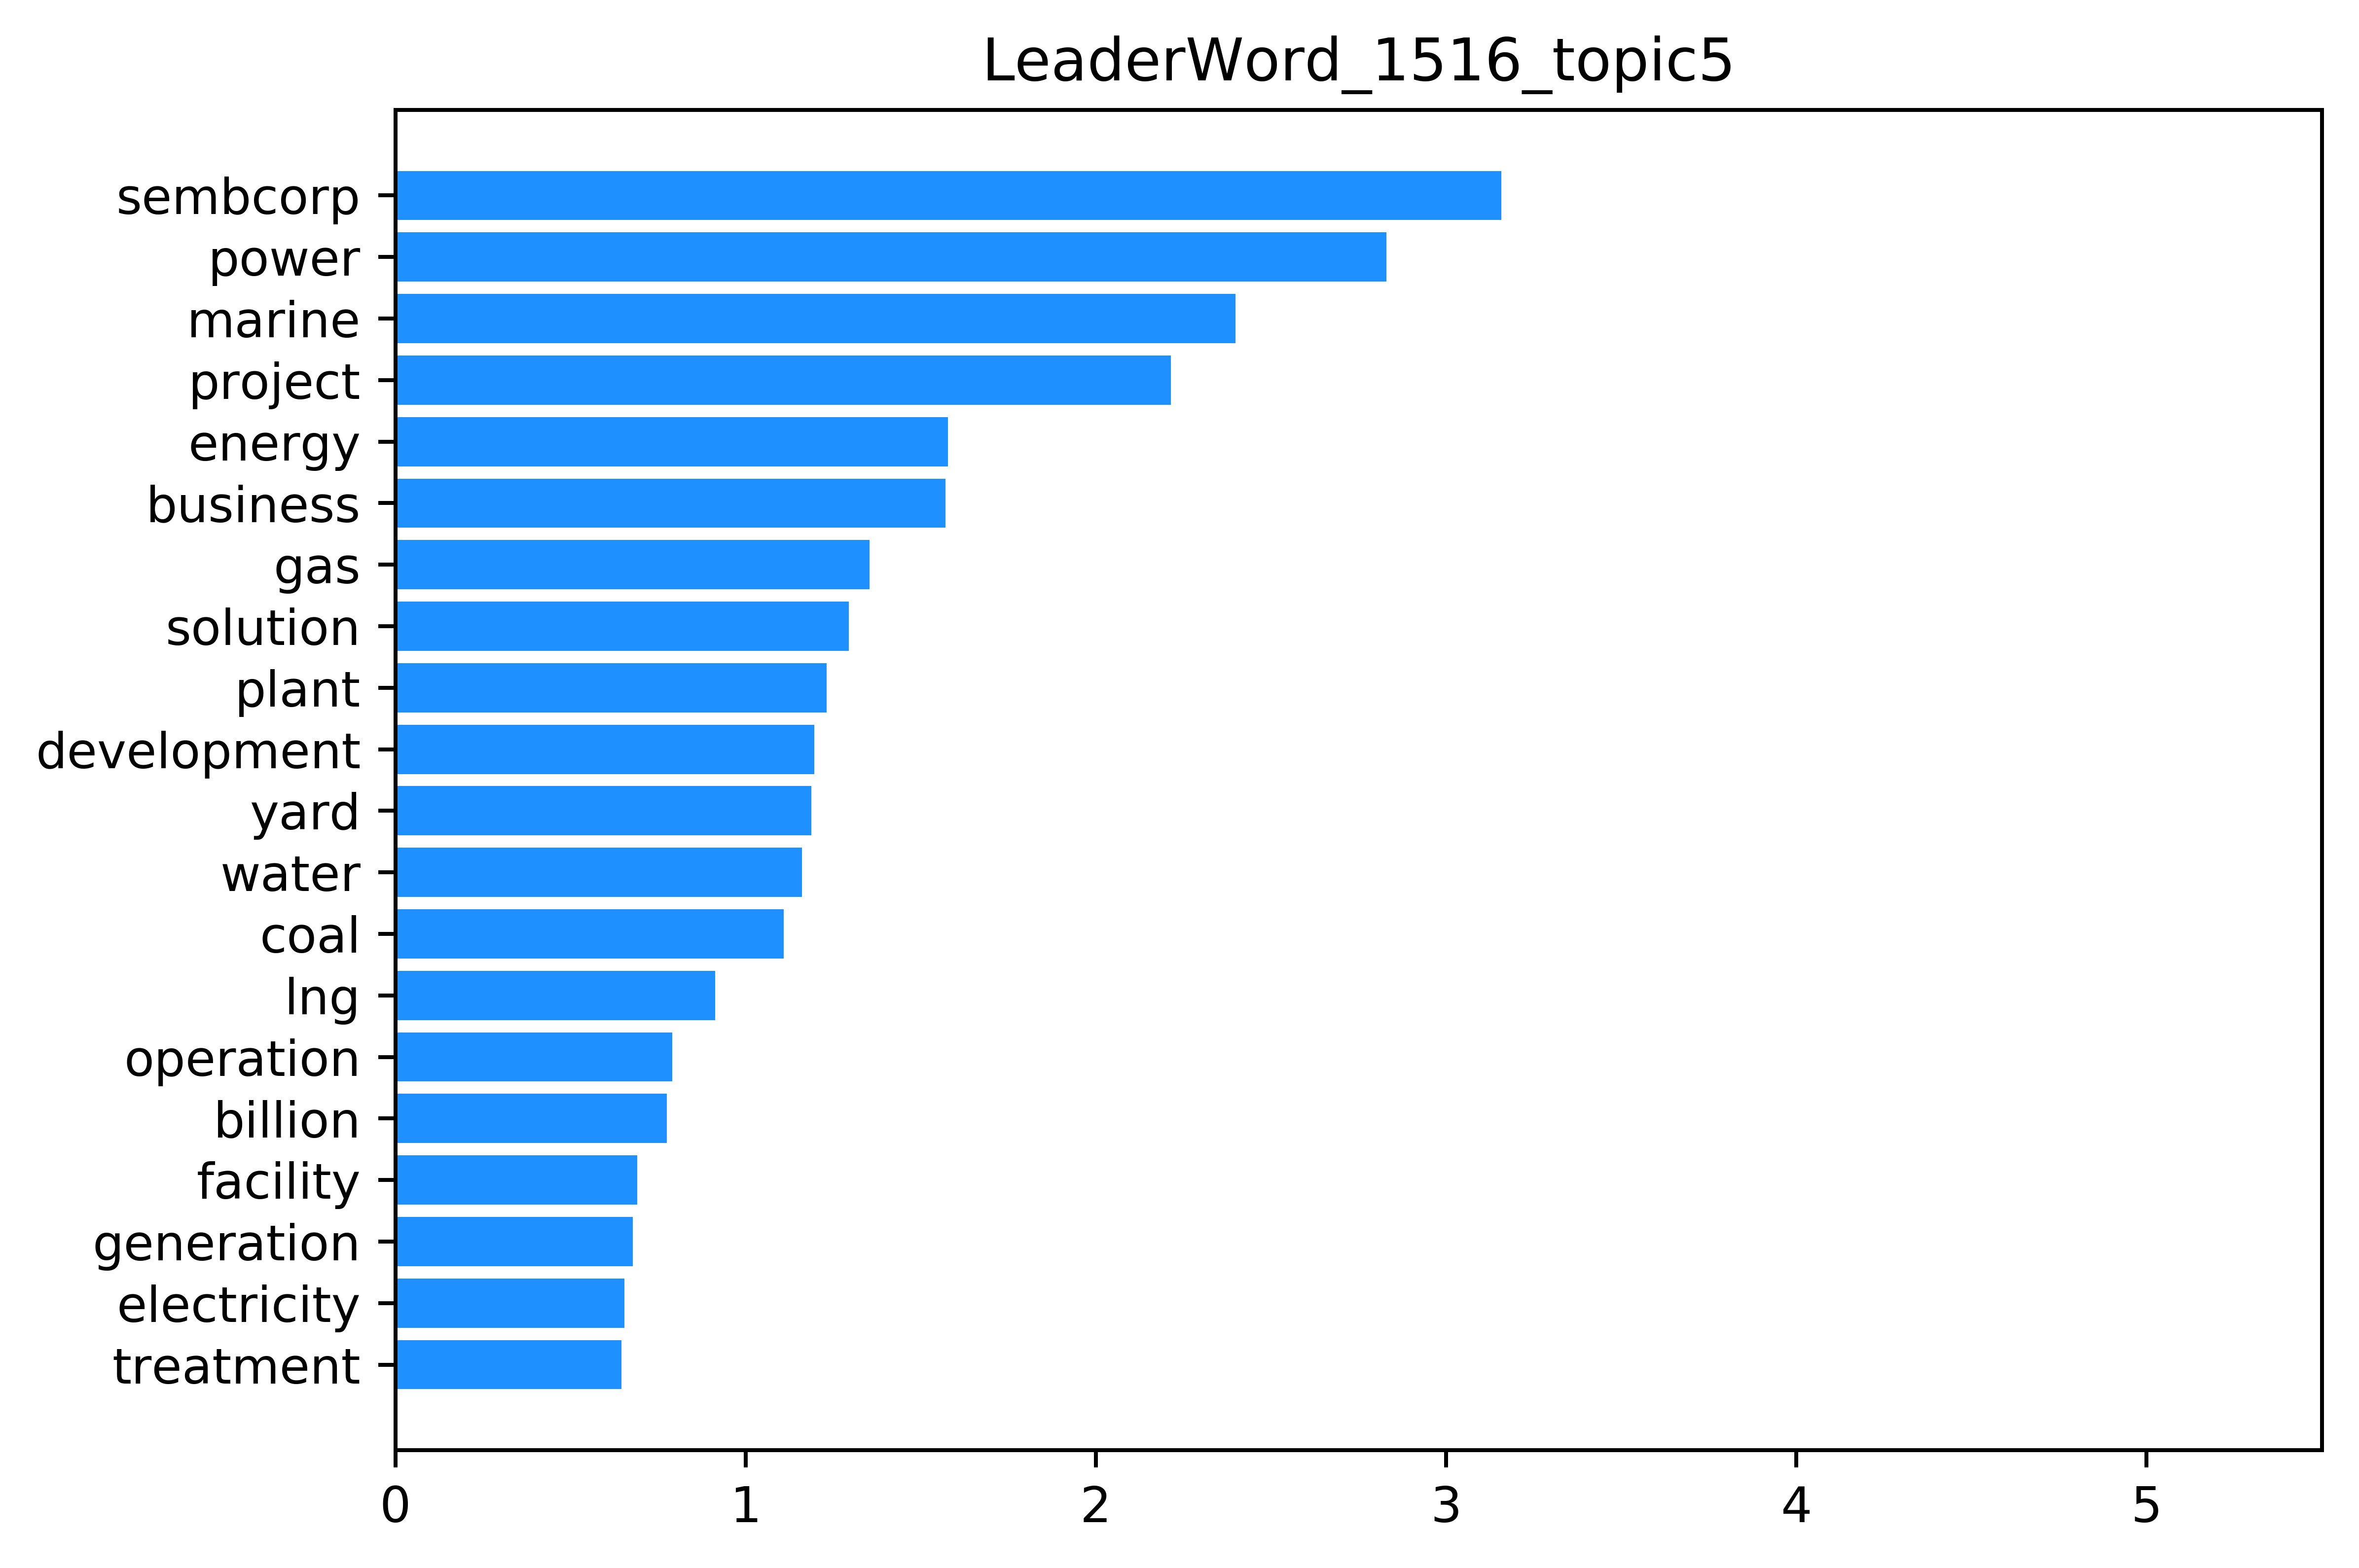 LeaderWord_1516_topic5
sembcorp
power
marine
project
energy
business
gas
solution
plant
development
yard
water
coal
lng
operation
billion
facility
generation
electricity
treatment
0 1 2 3 4 5